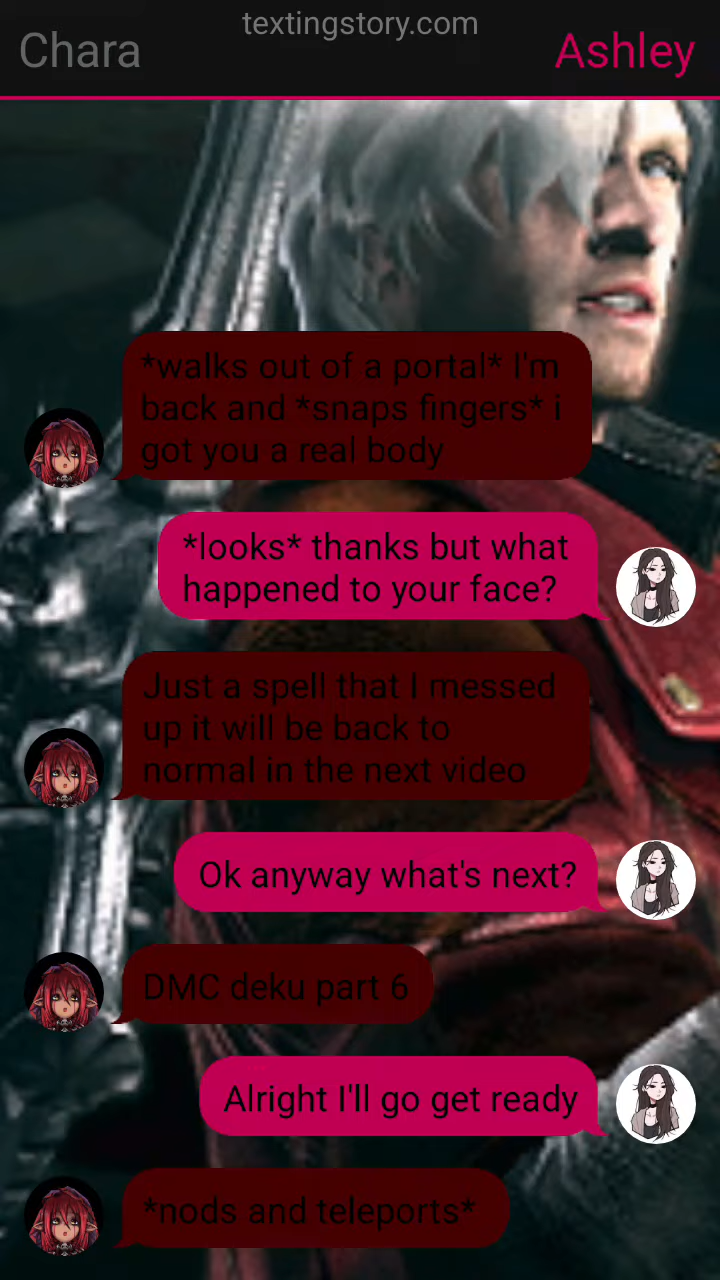 textingstory.com
Chara
Ashley
*walks out of a portal* I'm
back and *snaps fingers* i
got you a real body
*looks* thanks but what
happened to your face?
Just a spell that I messed
up it will be back to
normal in the next video
Ok anyway what's next?
DMC deku part 6
Alright I'll go get ready
*nods and teleports*